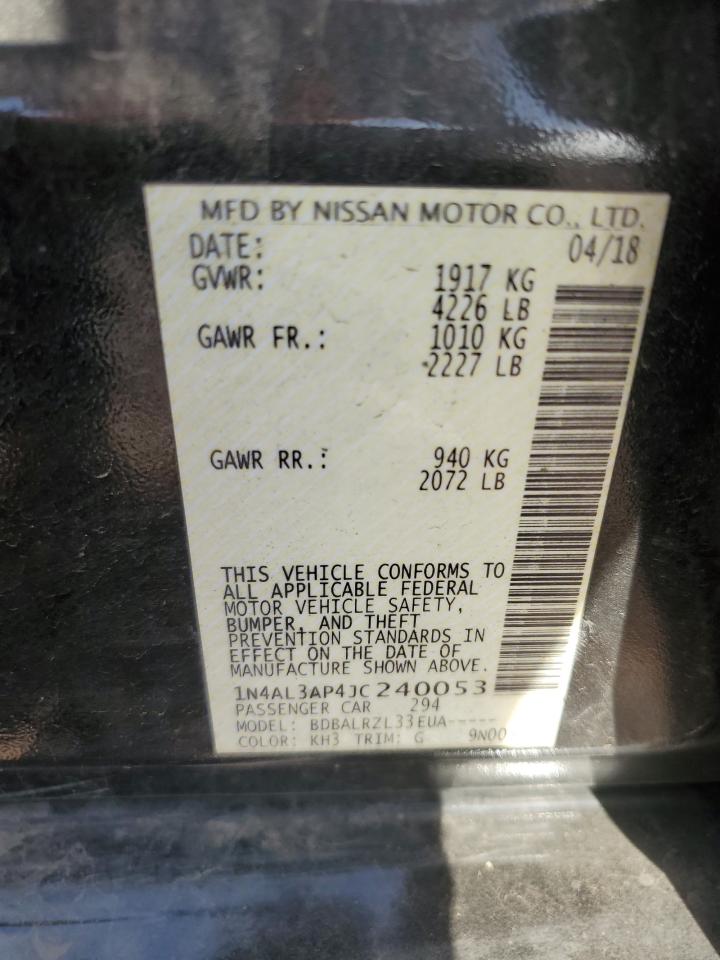 MFD BY NISSAN MOTOR CO., LTD.
DATE: 04/18
GVWR: 1917 KG
4226 LB
GAWR FR.: 1010 KG
2227 LB
GAWR RR.: 940 KG
2072 LB
THIS VEHICLE CONFORMS TO
ALL APPLICABLE FEDERAL
MOTOR VEHICLE SAFETY,
BUMPER, AND THEFT
PREVENTION STANDARDS IN
EFFECT ON THE DATE OF
MANUFACTURE SHOWN ABOVE.
1N4AL3AP4JC240053
PASSENGER CAR 294
MODEL: BDBALRZL33EUA-----
COLOR: KH3 TRIM: G 9N00